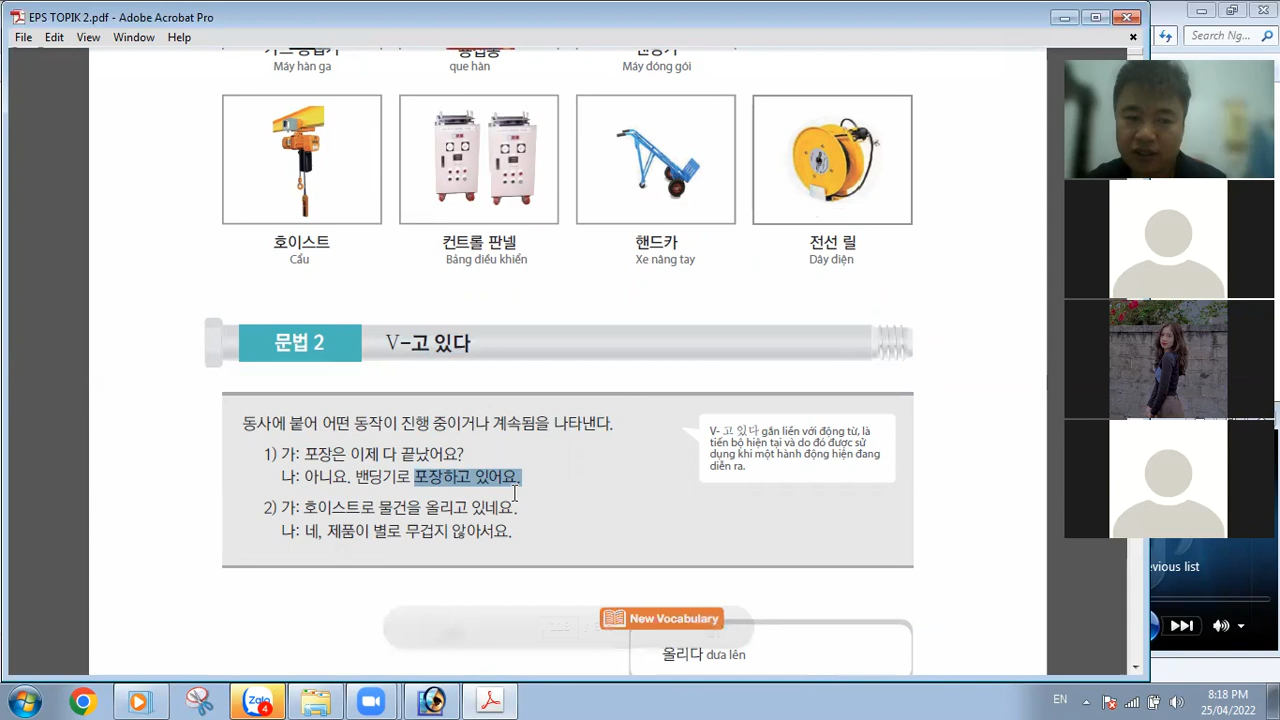 EPS TOPIK 2.pdf - Adobe Acrobat Pro
File Edit View Window Help
Search Ng...
Máy hàn ga
que hàn
Máy dóng gói
호이스트
컨트롤 판넬
핸드카
전선 릴
Cẩu
Bảng diều khiển
Xe nâng tay
Dây diện
문법 2
V-고 있다
동사에 붙어 어떤 동작이 진행 중이거나 계속됨을 나타낸다.
1) 가: 포장은 이제 다 끝났어요?
나: 아니요. 밴딩기로 포장하고 있어요.
2) 가: 호이스트로 물건을 올리고 있네요.
나: 네, 제품이 별로 무겁지 않아서요.
V- 고 있다 gắn liền với động từ, là
tiến bộ hiện tại và do đó được sử
dụng khi một hành động hiện đang
diễn ra.
New Vocabulary
올리다 dưa lên
evious list
Zalo
4
EN
8:18 PM
25/04/2022